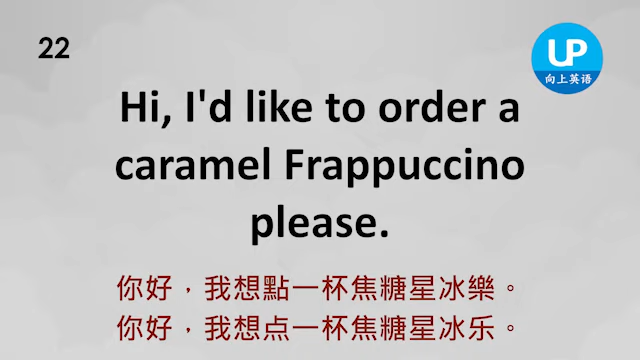 22
UP
向上英语
Hi, I'd like to order a
caramel Frappuccino
please.
你好，我想點一杯焦糖星冰樂。
你好，我想点一杯焦糖星冰乐。